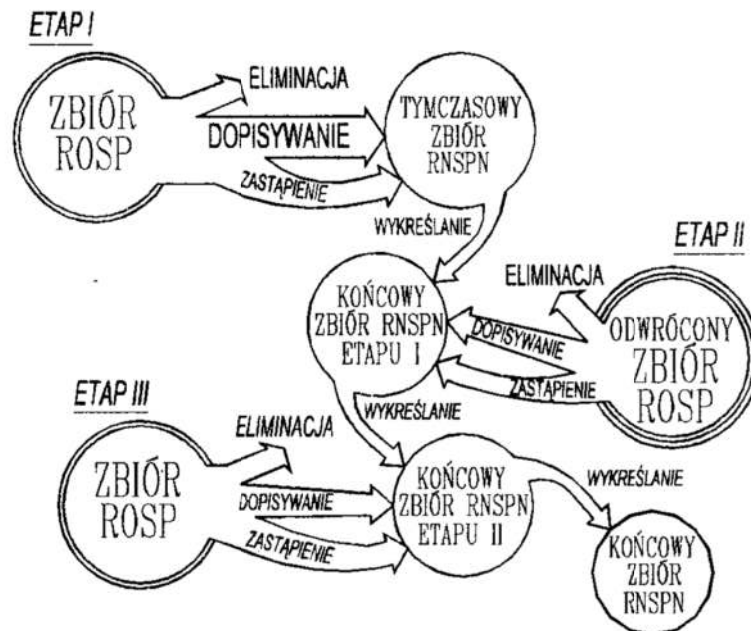 ETAP I
ELIMINACJA
ZBIÓR
ROSP
DOPISYWANIE
ZASTĄPIENIE
TYMCZASOWY
ZBIÓR
RNSPN
WYKREŚLANIE
ETAP II
ELIMINACJA
KOŃCOWY
ZBIÓR RNSPN
ETAPU I
DOPISYWANIE
ZASTĄPIENIE
ODWRÓCONY
ZBIÓR
ROSP
ETAP III
WYKREŚLANIE
ELIMINACJA
ZBIÓR
ROSP
DOPISYWANIE
ZASTĄPIENIE
KOŃCOWY
ZBIÓR RNSPN
ETAPU II
WYKREŚLANIE
KOŃCOWY
ZBIÓR
RNSPN